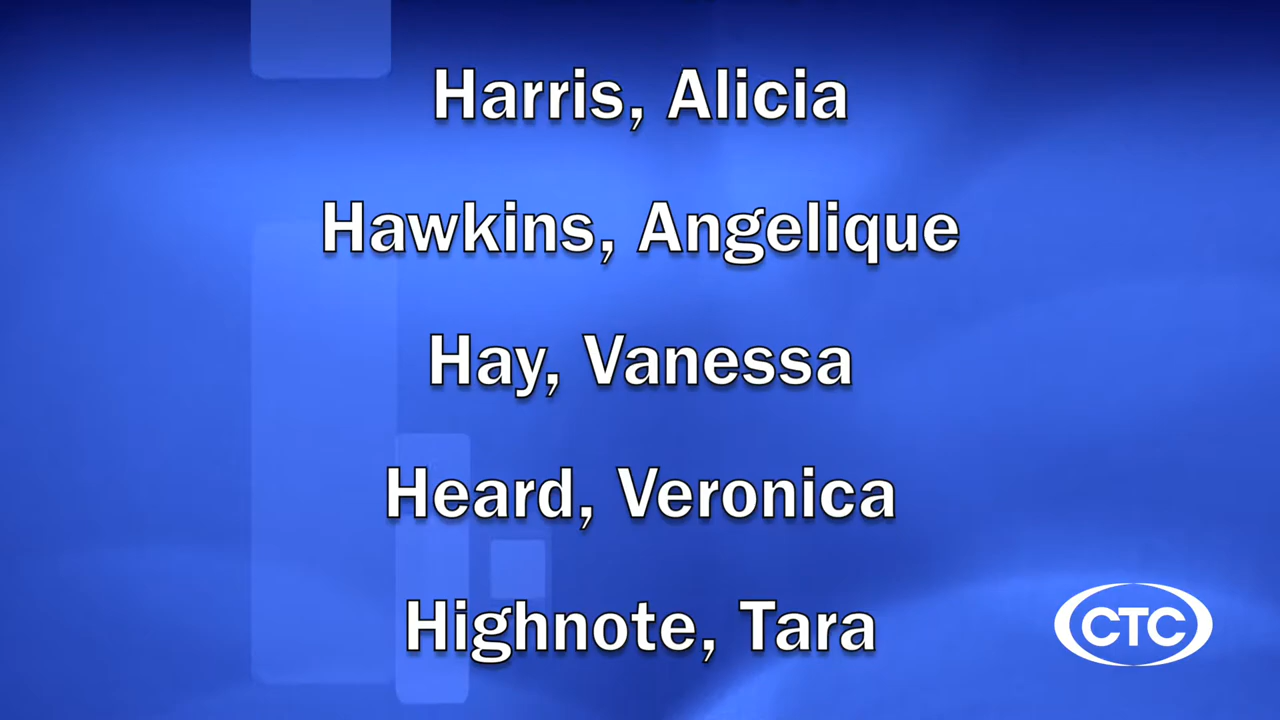 Harris, Alicia
Hawkins, Angelique
Hay, Vanessa
Heard, Veronica
Highnote, Tara
CTC